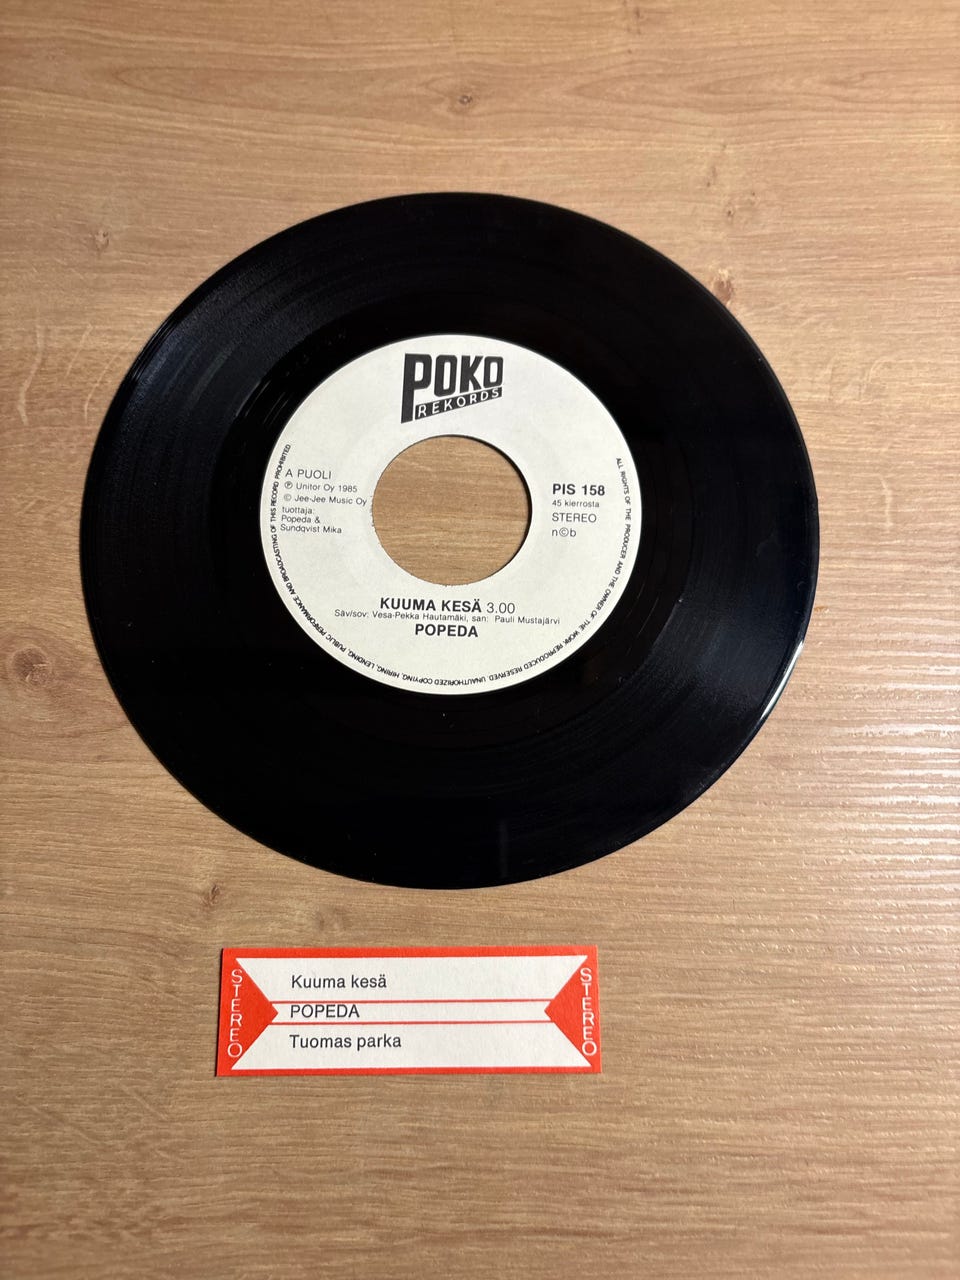 POKO
REKORDS
A PUOLI
Ⓟ Unitor Oy 1985
© Jee-Jee Music Oy
tuottaja:
Popeda &
Sundqvist Mika
PIS 158
45 kierrosta
STEREO
n©b
KUUMA KESÄ 3.00
Säv/sov: Vesa-Pekka Hautamäki, san: Pauli Mustajärvi
POPEDA
ALL RIGHTS OF THE PRODUCER AND THE OWNER OF THE WORK REPRODUCED RESERVED. UNAUTHORIZED COPYING, HIRING, LENDING, PUBLIC PERFORMANCE AND BROADCASTING OF THIS RECORD PROHIBITED
STEREO
Kuuma kesä
POPEDA
Tuomas parka
STEREO